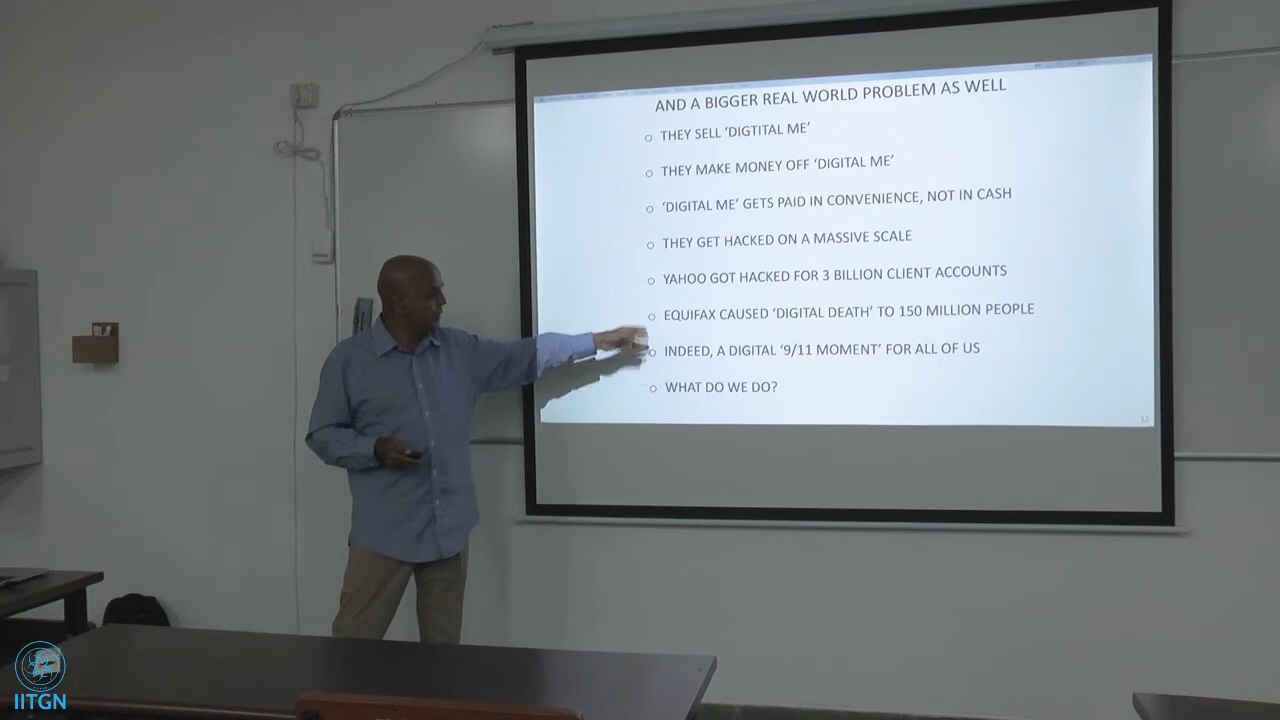 AND A BIGGER REAL WORLD PROBLEM AS WELL
THEY SELL ‘DIGTITAL ME’
THEY MAKE MONEY OFF ‘DIGITAL ME’
‘DIGITAL ME’ GETS PAID IN CONVENIENCE, NOT IN CASH
THEY GET HACKED ON A MASSIVE SCALE
YAHOO GOT HACKED FOR 3 BILLION CLIENT ACCOUNTS
EQUIFAX CAUSED ‘DIGITAL DEATH’ TO 150 MILLION PEOPLE
INDEED, A DIGITAL ‘9/11 MOMENT’ FOR ALL OF US
WHAT DO WE DO?
12
IITGN